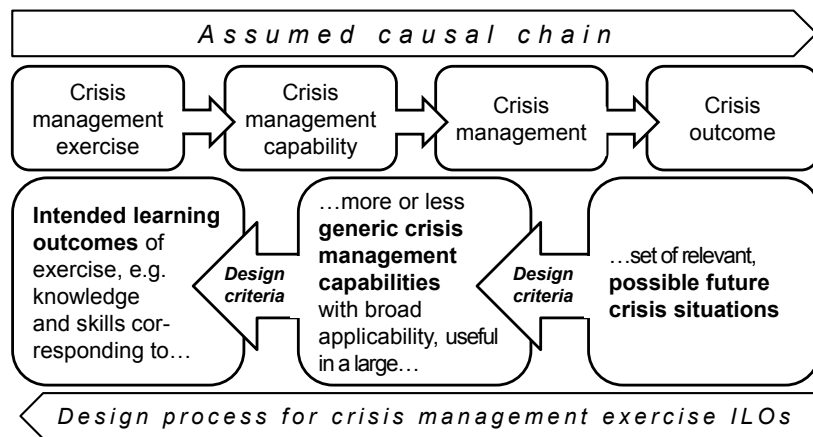 Assumed causal chain
Crisis
management
exercise
Crisis
management
capability
Crisis
management
Crisis
outcome
Intended learning
outcomes of
exercise, e.g.
knowledge
and skills cor-
responding to…
Design
criteria
…more or less
generic crisis
management
capabilities
with broad
applicability, useful
in a large…
Design
criteria
…set of relevant,
possible future
crisis situations
Design process for crisis management exercise ILOs